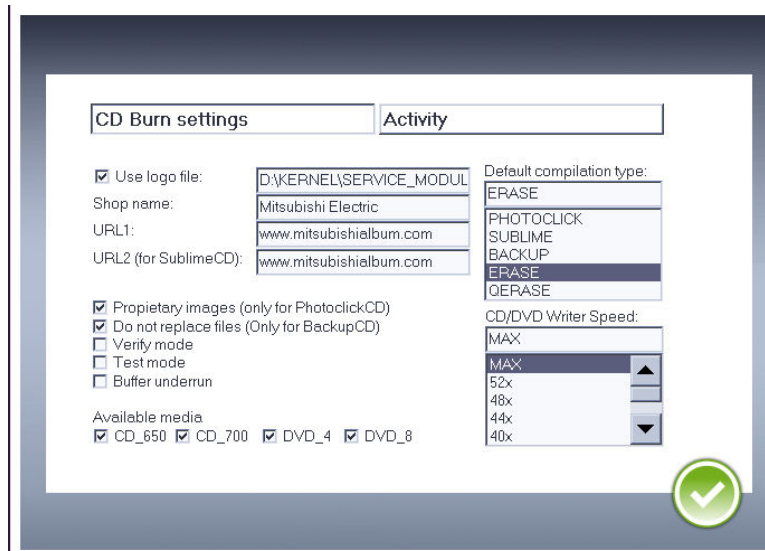 CD Burn settings
Activity
Use logo file:
D:\KERNEL\SERVICE_MODUL
Shop name:
Mitsubishi Electric
URL1:
www.mitsubishialbum.com
URL2 (for SublimeCD):
www.mitsubishialbum.com
Propietary images (only for PhotoclickCD)
Do not replace files (Only for BackupCD)
Verify mode
Test mode
Buffer underrun
Available media
CD_650 CD_700 DVD_4 DVD_8
Default compilation type:
ERASE
PHOTOCLICK
SUBLIME
BACKUP
ERASE
QERASE
CD/DVD Writer Speed:
MAX
MAX
52x
48x
44x
40x